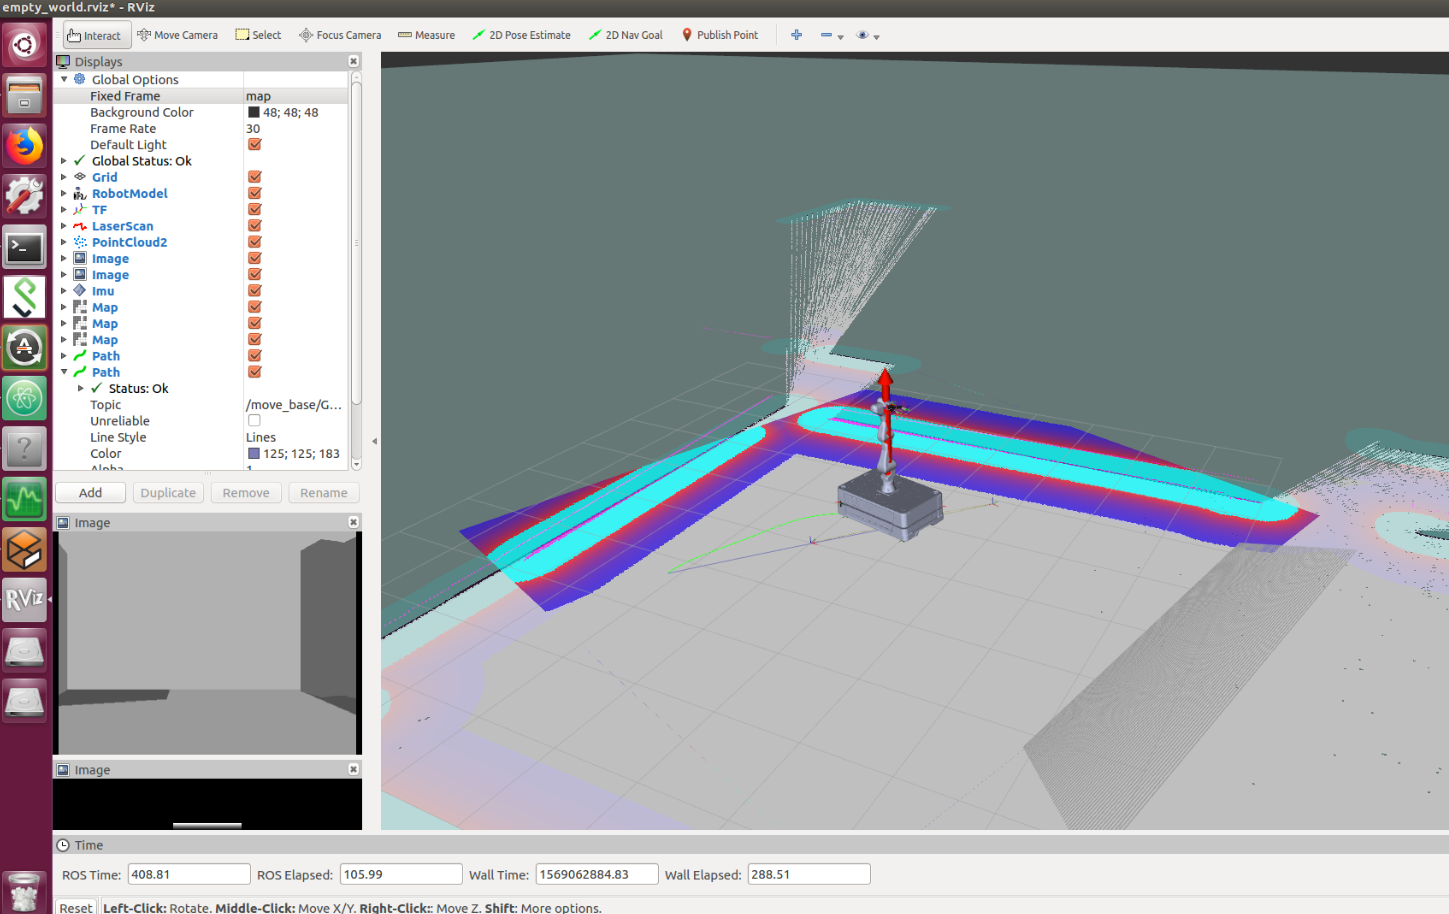 empty_world.rviz* - RViz
Interact Move Camera Select Focus Camera Measure 2D Pose Estimate 2D Nav Goal Publish Point
Displays
Global Options
Fixed Frame map
Background Color 48; 48; 48
Frame Rate 30
Default Light
Global Status: Ok
Grid
RobotModel
TF
LaserScan
PointCloud2
Image
Image
Imu
Map
Map
Map
Path
Path
Status: Ok
Topic /move_base/G...
Unreliable
Line Style Lines
Color 125; 125; 183
Alpha 1
Add Duplicate Remove Rename
Image
RViz
Image
Time
ROS Time: 408.81 ROS Elapsed: 105.99 Wall Time: 1569062884.83 Wall Elapsed: 288.51
Reset Left-Click: Rotate. Middle-Click: Move X/Y. Right-Click:: Move Z. Shift: More options.